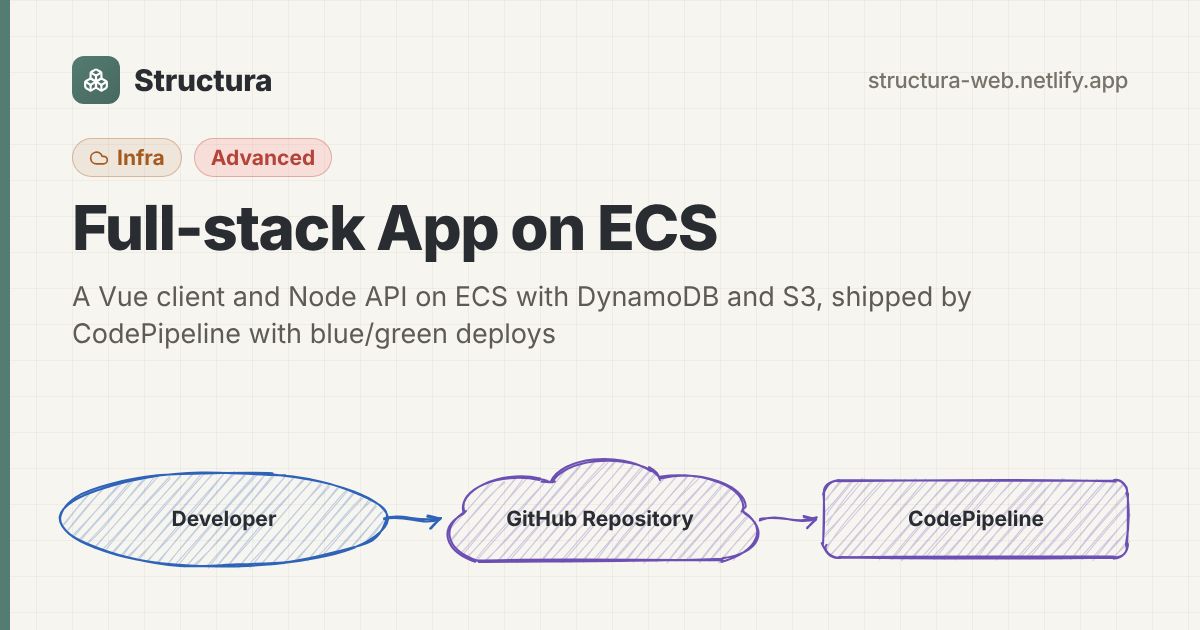 Structura
structura-web.netlify.app
Infra
Advanced
Full-stack App on ECS
A Vue client and Node API on ECS with DynamoDB and S3, shipped by
CodePipeline with blue/green deploys
Developer
GitHub Repository
CodePipeline